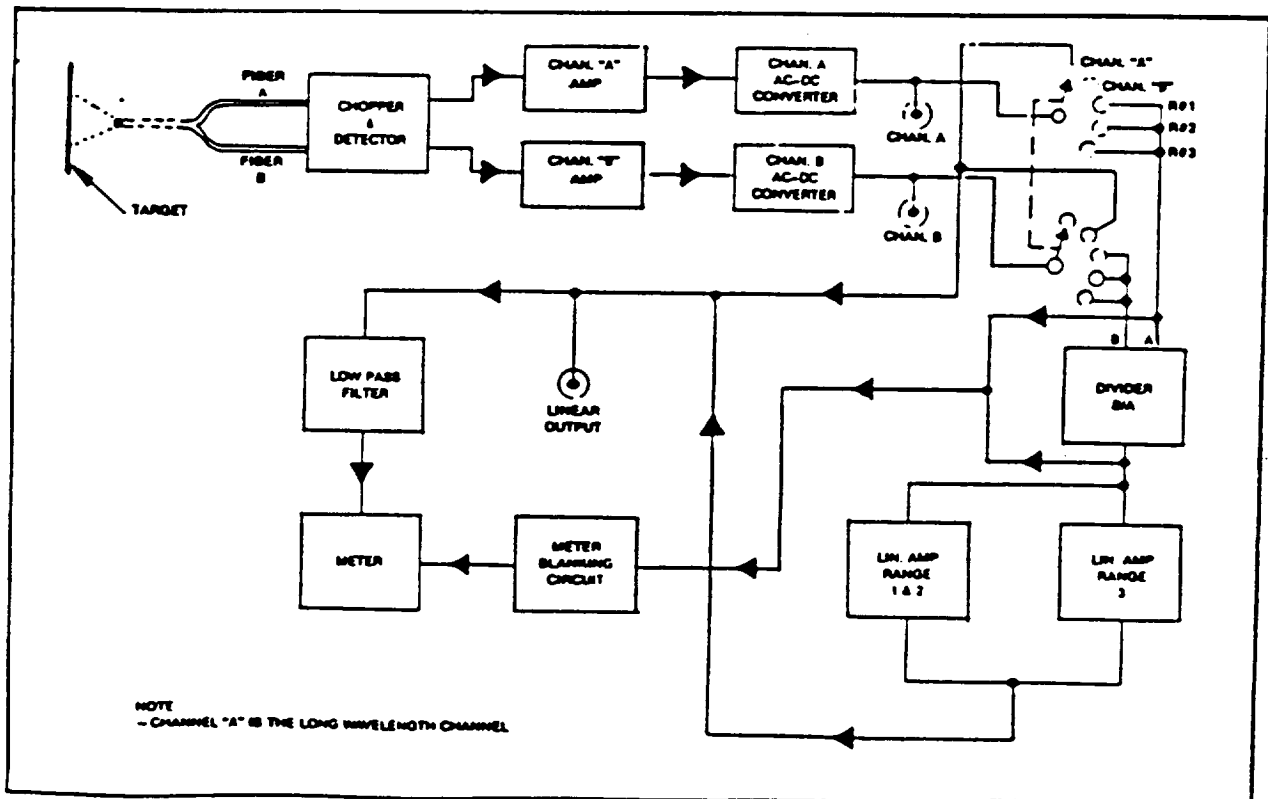 FIBER
A
FIBER
B
TARGET
CHOPPER
&
DETECTOR
CHAN. "A"
AMP
CHAN. A
AC-DC
CONVERTER
CHAN. A
CHAN. "B"
AMP
CHAN. B
AC-DC
CONVERTER
CHAN. B
CHAN. "A"
CHAN. "B"
R#1
R#2
R#3
B A
DIVIDER
B/A
LOW PASS
FILTER
LINEAR
OUTPUT
METER
METER
BLANKING
CIRCUIT
LIN. AMP
RANGE
1 & 2
LIN. AMP
RANGE
3
NOTE
- CHANNEL "A" IS THE LONG WAVELENGTH CHANNEL